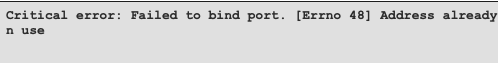 Critical error: Failed to bind port. [Errno 48] Address already
n use